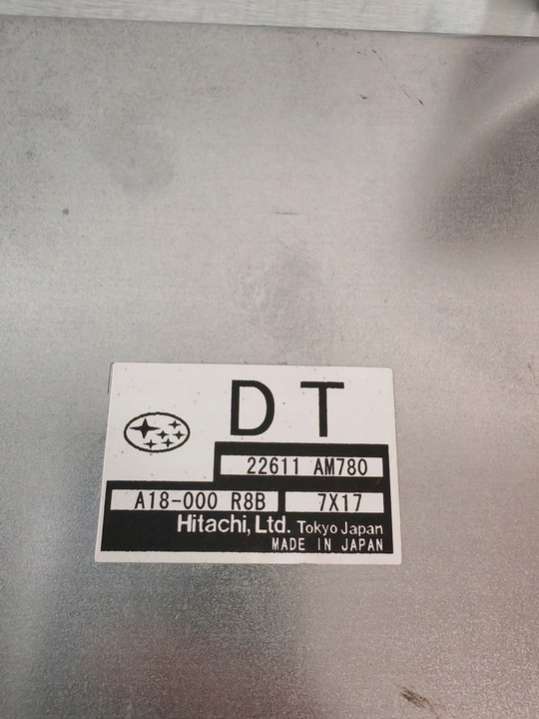 DT
22611 AM780
A18-000 R8B 7X17
Hitachi, Ltd. Tokyo Japan
MADE IN JAPAN